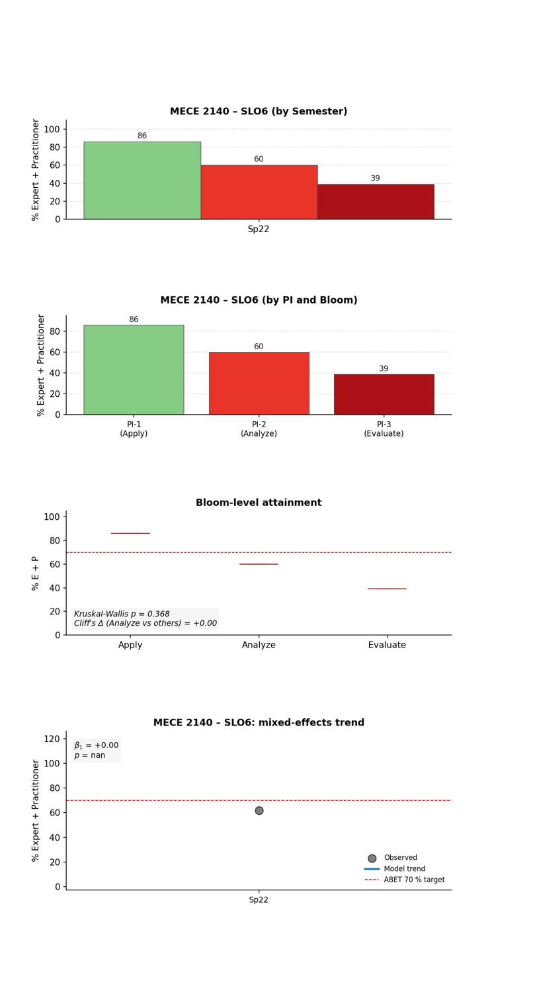 MECE 2140 – SLO6 (by Semester)
% Expert + Practitioner
100
80
60
40
20
0
86
60
39
Sp22
MECE 2140 – SLO6 (by PI and Bloom)
% Expert + Practitioner
80
60
40
20
0
86
60
39
PI-1
(Apply)
PI-2
(Analyze)
PI-3
(Evaluate)
Bloom-level attainment
% E + P
100
80
60
40
20
0
Kruskal-Wallis p = 0.368
Cliff's Δ (Analyze vs others) = +0.00
Apply
Analyze
Evaluate
MECE 2140 – SLO6: mixed-effects trend
% Expert + Practitioner
120
100
80
60
40
20
0
β₁ = +0.00
p = nan
Observed
Model trend
ABET 70 % target
Sp22